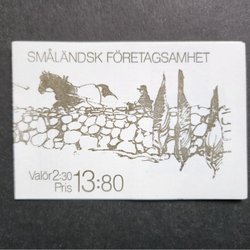 SMÅLÄNDSK FÖRETAGSAMHET
Valör 2:30
Pris 13:80